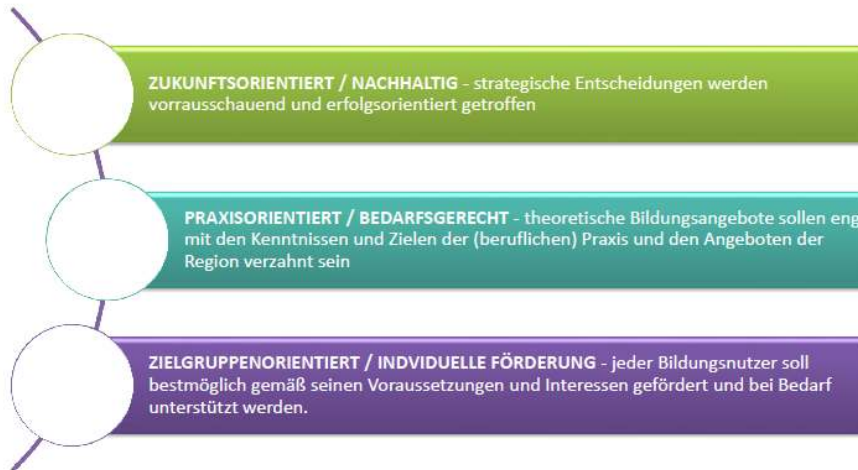 ZUKUNFTSORIENTIERT / NACHHALTIG - strategische Entscheidungen werden
vorrausschauend und erfolgsorientiert getroffen
PRAXISORIENTIERT / BEDARFSGERECHT - theoretische Bildungsangebote sollen eng
mit den Kenntnissen und Zielen der (beruflichen) Praxis und den Angeboten der
Region verzahnt sein
ZIELGRUPPENORIENTIERT / INDVIDUELLE FÖRDERUNG - jeder Bildungsnutzer soll
bestmöglich gemäß seinen Voraussetzungen und Interessen gefördert und bei Bedarf
unterstützt werden.